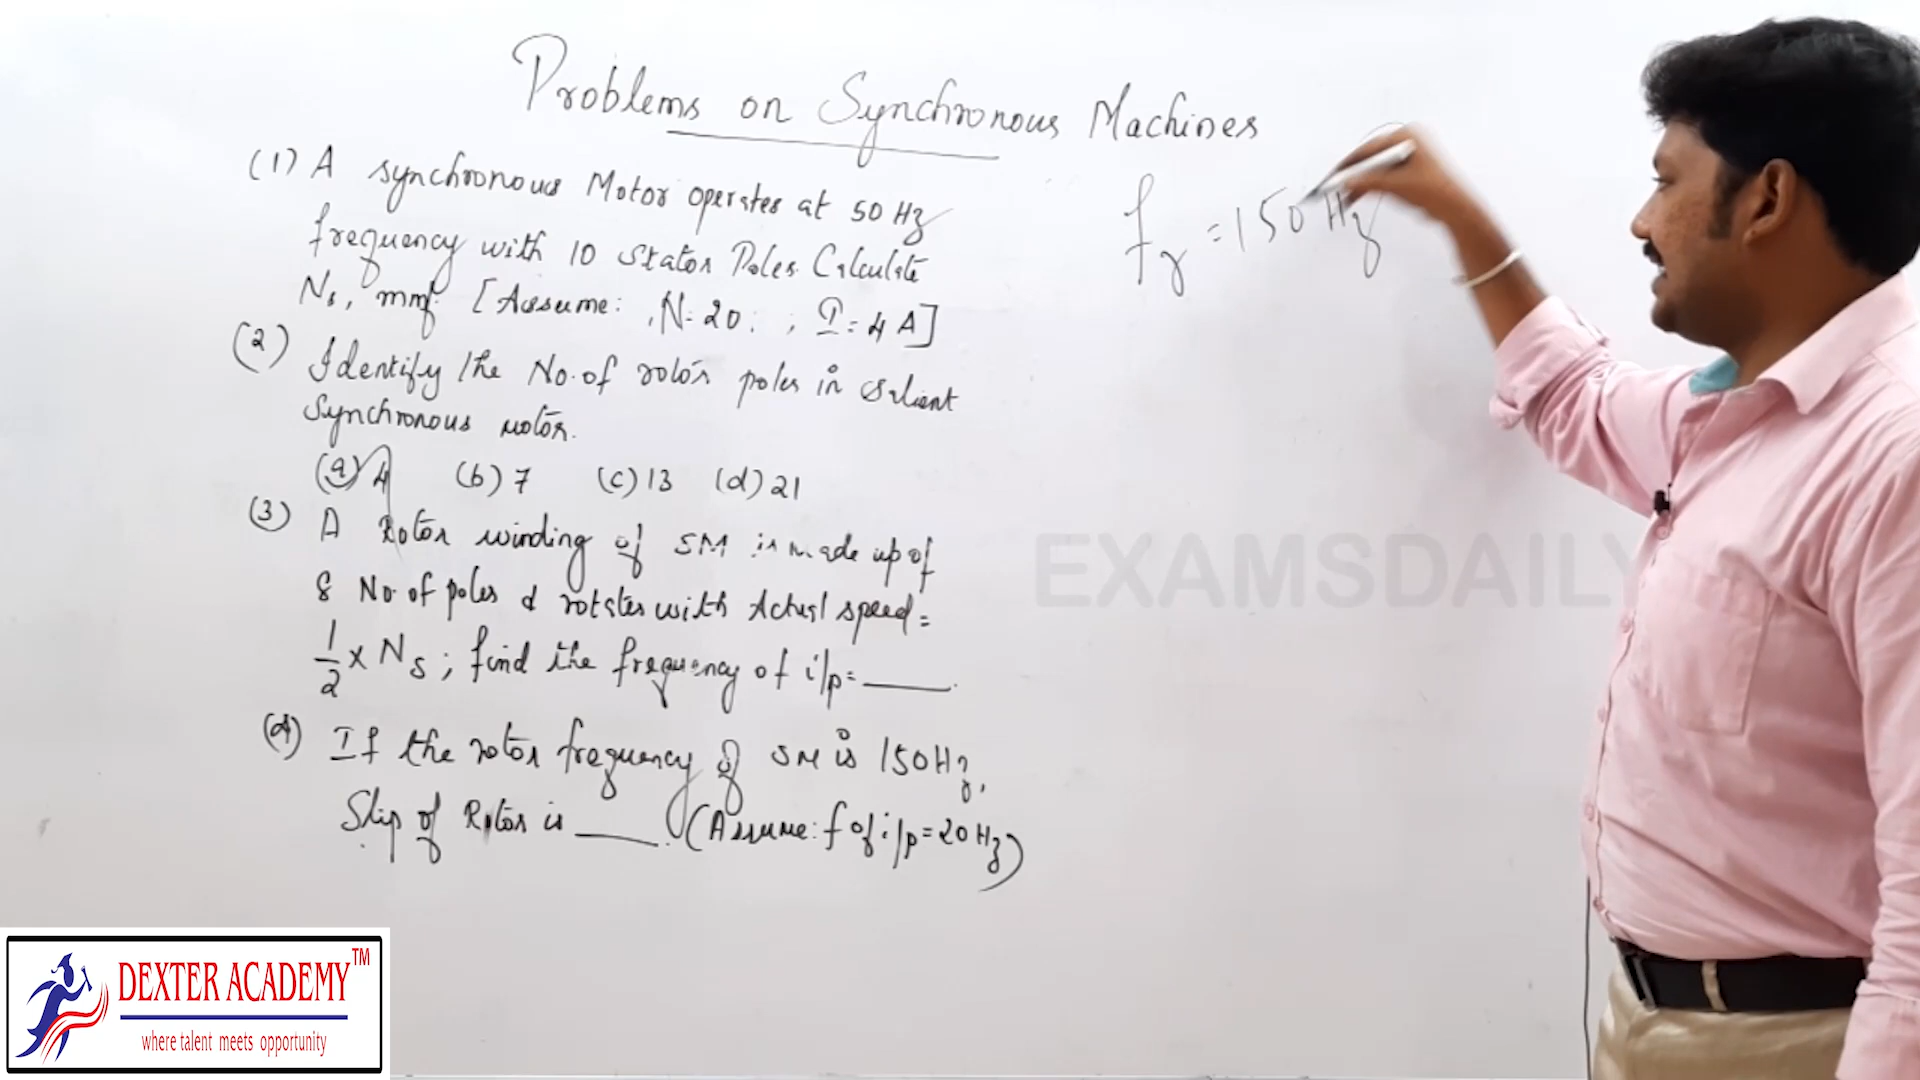 Problems on Synchronous Machines
(1) A synchronous Motor operates at 50 Hz
frequency with 10 Stator Poles. Calculate
Ns, mmf. [Assume: N=20; I=4A]
(2) Identify the No. of rotor poles in Salient
Synchronous motor.
(a) 4 (b) 7 (c) 13 (d) 21
(3) A Rotor winding of SM is made up of
8 No. of poles & rotates with Actual speed =
1/2 × Ns; find the frequency of i/p = ____.
(4) If the rotor frequency of SM is 150Hz,
Slip of Rotor is ____. (Assume: f of i/p = 20Hz)
fr = 150 Hz
EXAMSDAILY
DEXTER ACADEMY™
where talent meets opportunity